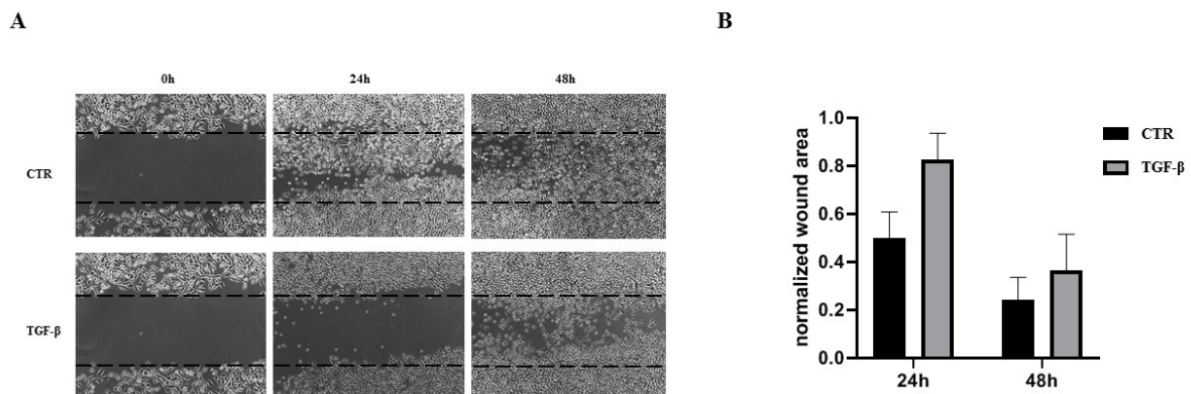 A
0h 24h 48h
CTR
TGF-β
B
normalized wound area
1.0
0.8
0.6
0.4
0.2
0.0
24h 48h
CTR
TGF-β